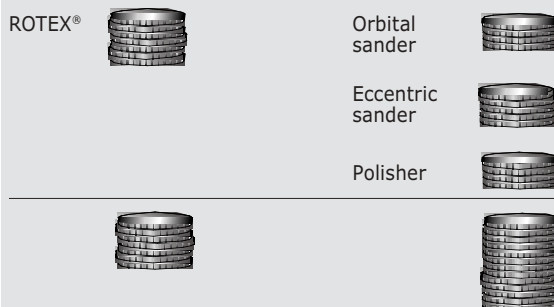 ROTEX®
Orbital
sander
Eccentric
sander
Polisher